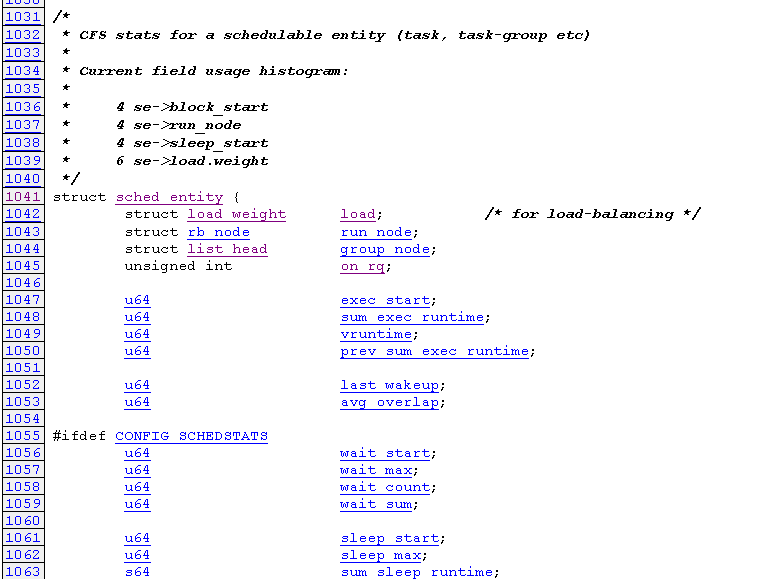 1031 /*
1032  * CFS stats for a schedulable entity (task, task-group etc)
1033  *
1034  * Current field usage histogram:
1035  *
1036  *     4 se->block_start
1037  *     4 se->run_node
1038  *     4 se->sleep_start
1039  *     6 se->load.weight
1040  */
1041 struct sched_entity {
1042         struct load_weight      load;           /* for load-balancing */
1043         struct rb_node          run_node;
1044         struct list_head        group_node;
1045         unsigned int            on_rq;
1046
1047         u64                     exec_start;
1048         u64                     sum_exec_runtime;
1049         u64                     vruntime;
1050         u64                     prev_sum_exec_runtime;
1051
1052         u64                     last_wakeup;
1053         u64                     avg_overlap;
1054
1055 #ifdef CONFIG_SCHEDSTATS
1056         u64                     wait_start;
1057         u64                     wait_max;
1058         u64                     wait_count;
1059         u64                     wait_sum;
1060
1061         u64                     sleep_start;
1062         u64                     sleep_max;
1063         s64                     sum_sleep_runtime;